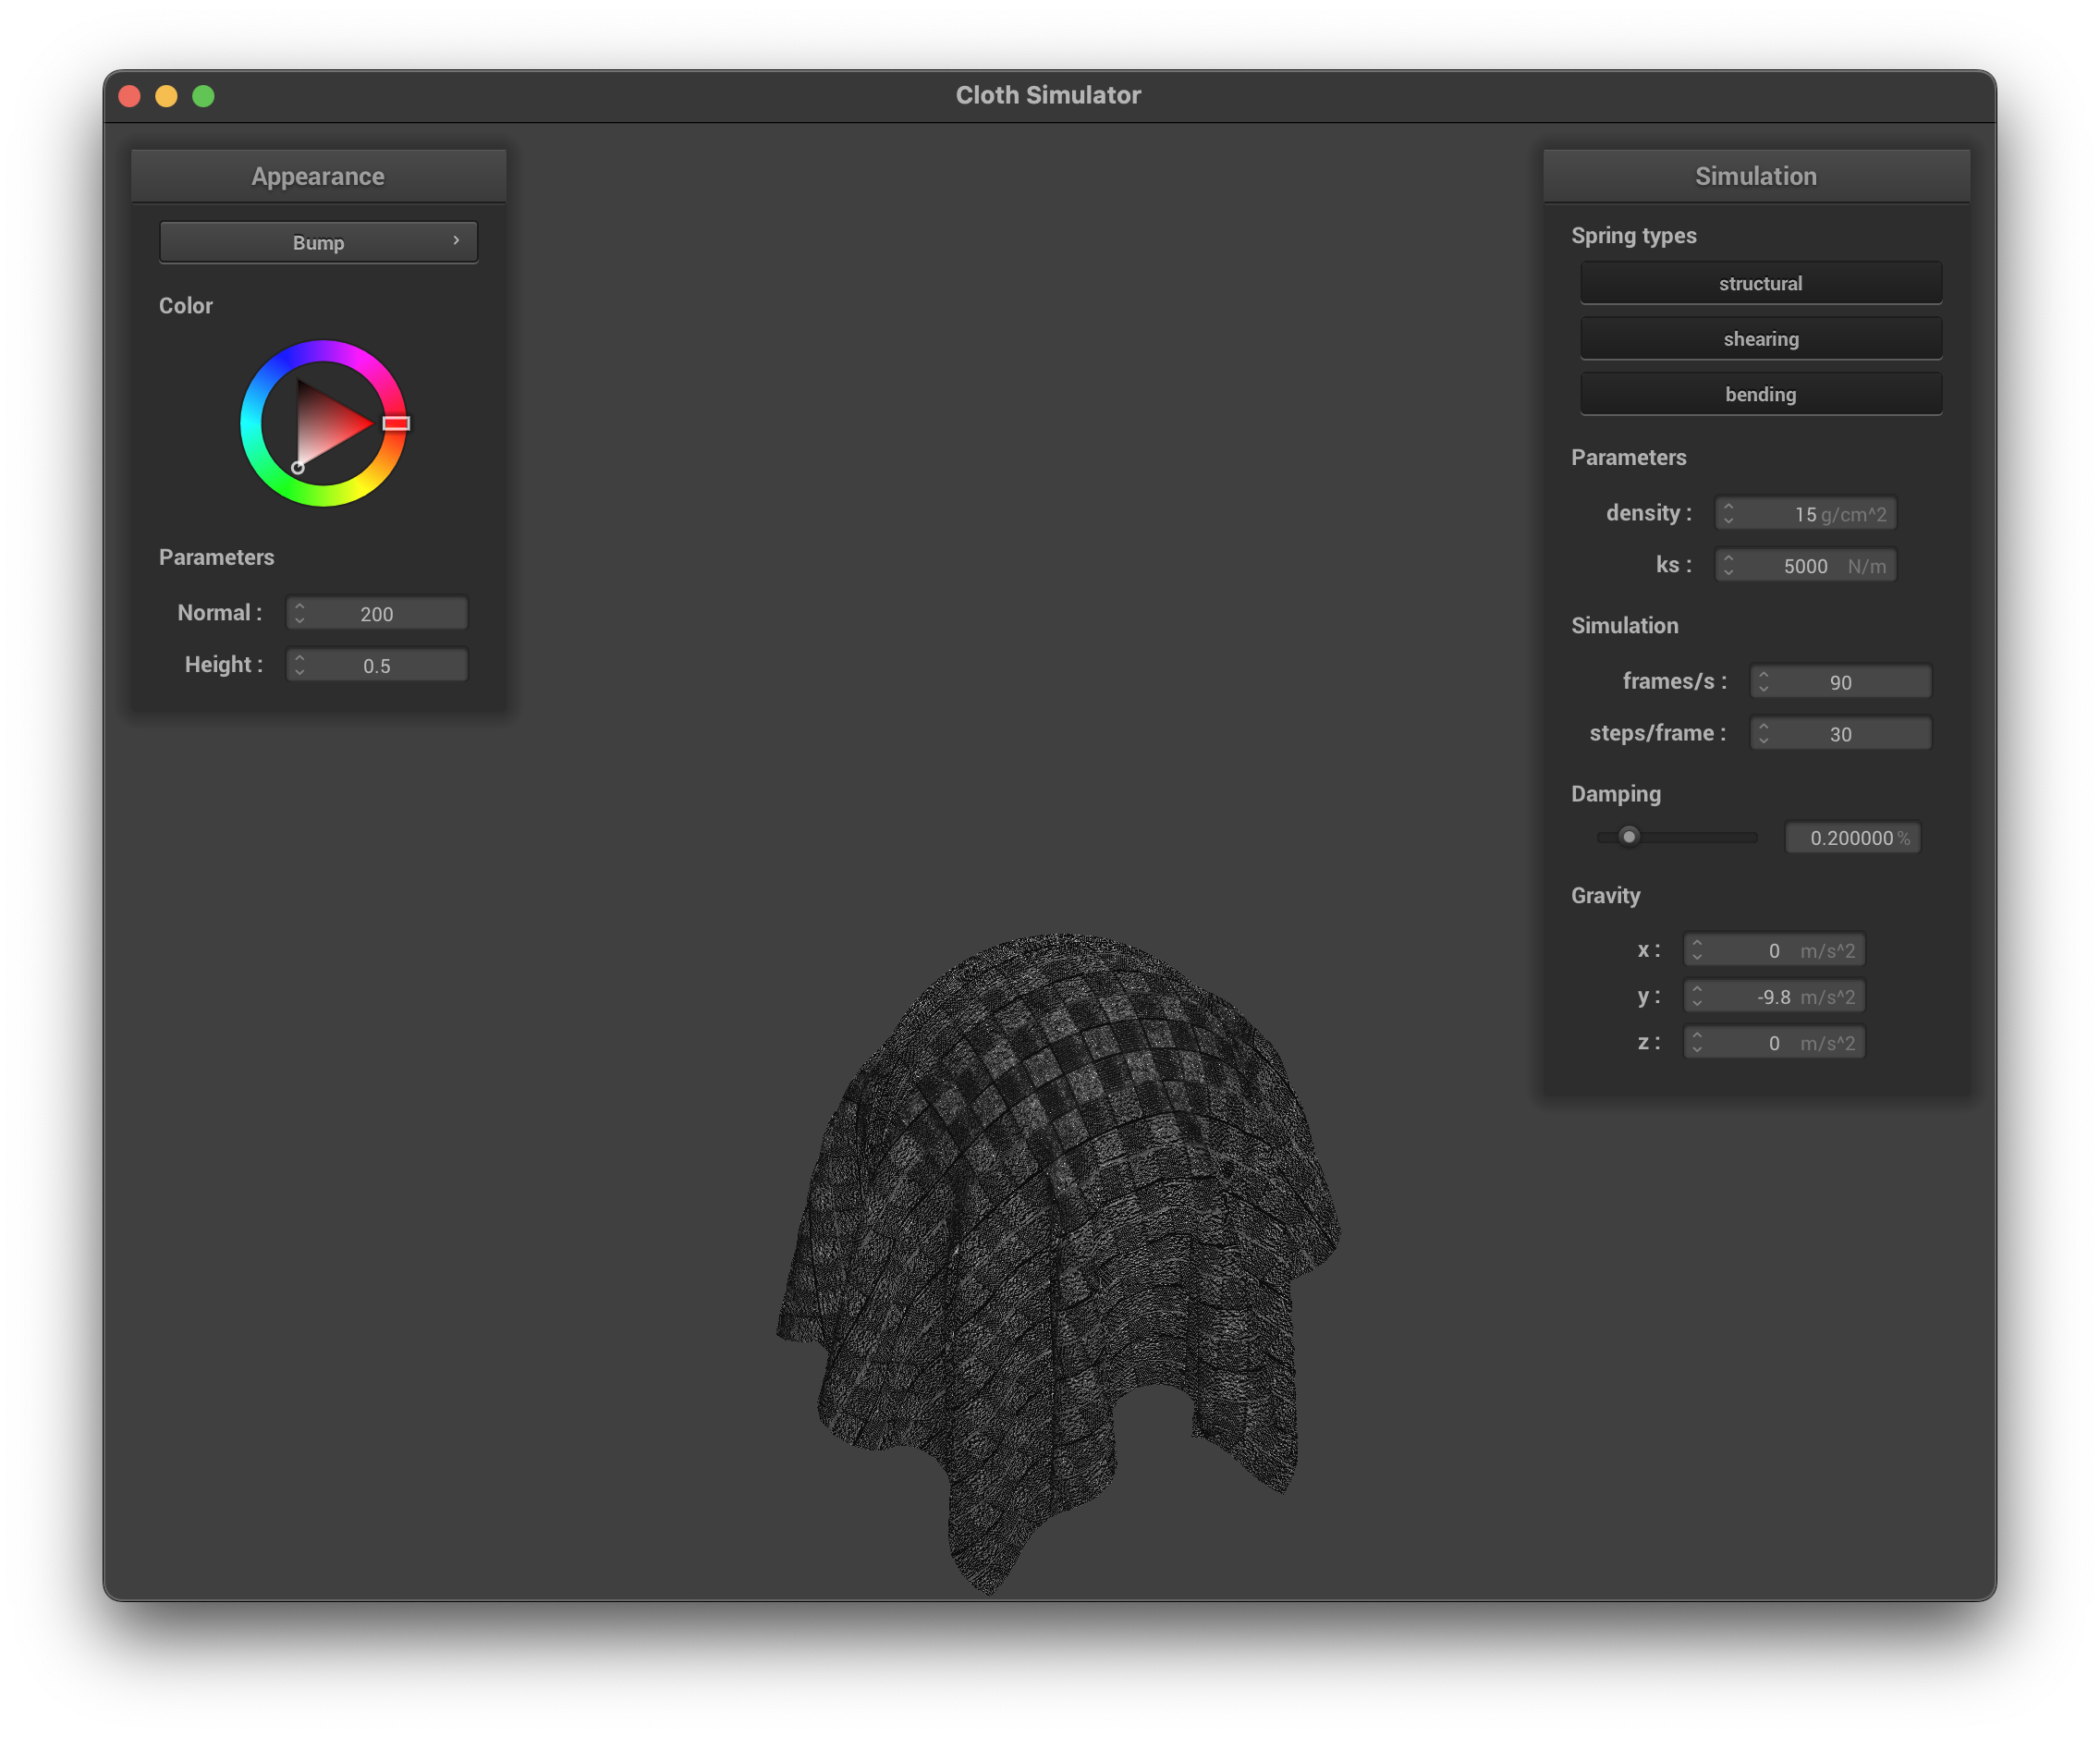 Cloth Simulator
Appearance
Bump
Color
Parameters
Normal : 200
Height : 0.5
Simulation
Spring types
structural
shearing
bending
Parameters
density : 15 g/cm^2
ks : 5000 N/m
Simulation
frames/s : 90
steps/frame : 30
Damping
0.200000 %
Gravity
x : 0 m/s^2
y : -9.8 m/s^2
z : 0 m/s^2